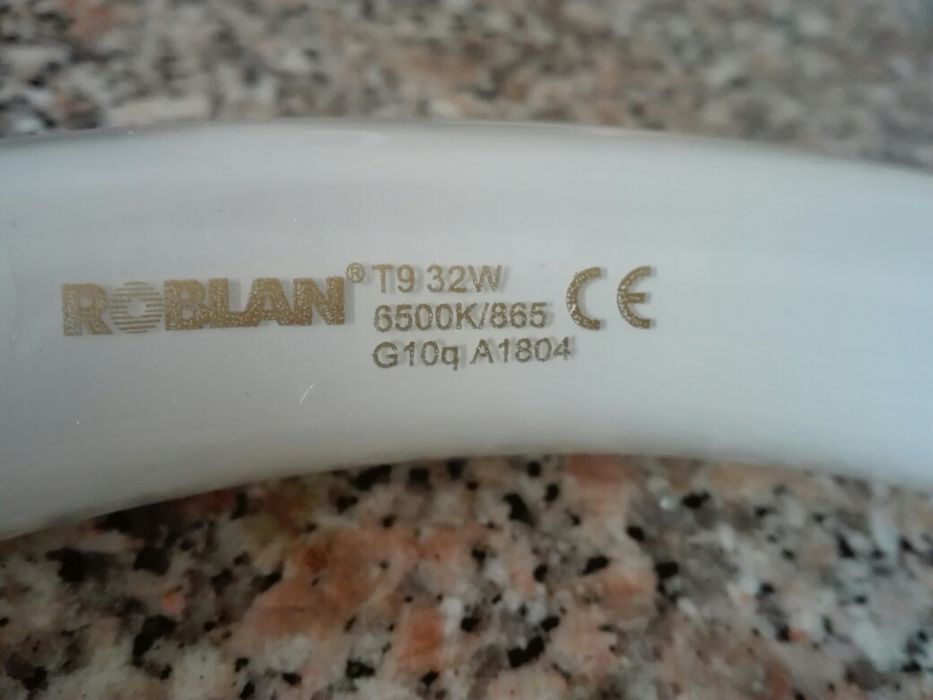 ROBLAN® T9 32W
6500K/865 CE
G10q A1804